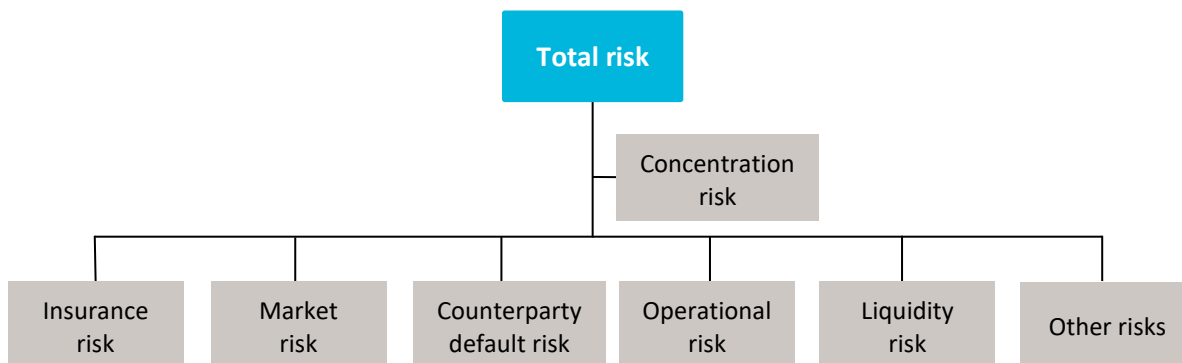 Total risk
Concentration
risk
Insurance
risk
Market
risk
Counterparty
default risk
Operational
risk
Liquidity
risk
Other risks